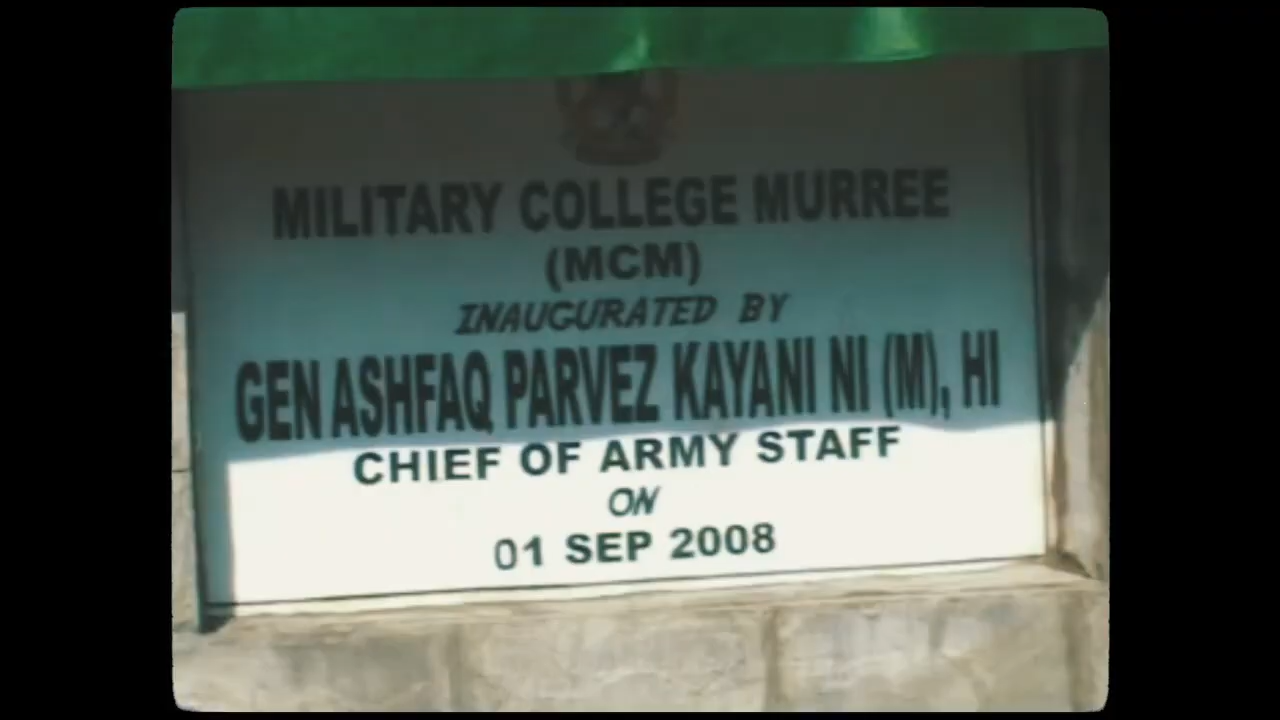 MILITARY COLLEGE MURREE
(MCM)
INAUGURATED BY
GEN ASHFAQ PARVEZ KAYANI NI (M), HI
CHIEF OF ARMY STAFF
ON
01 SEP 2008